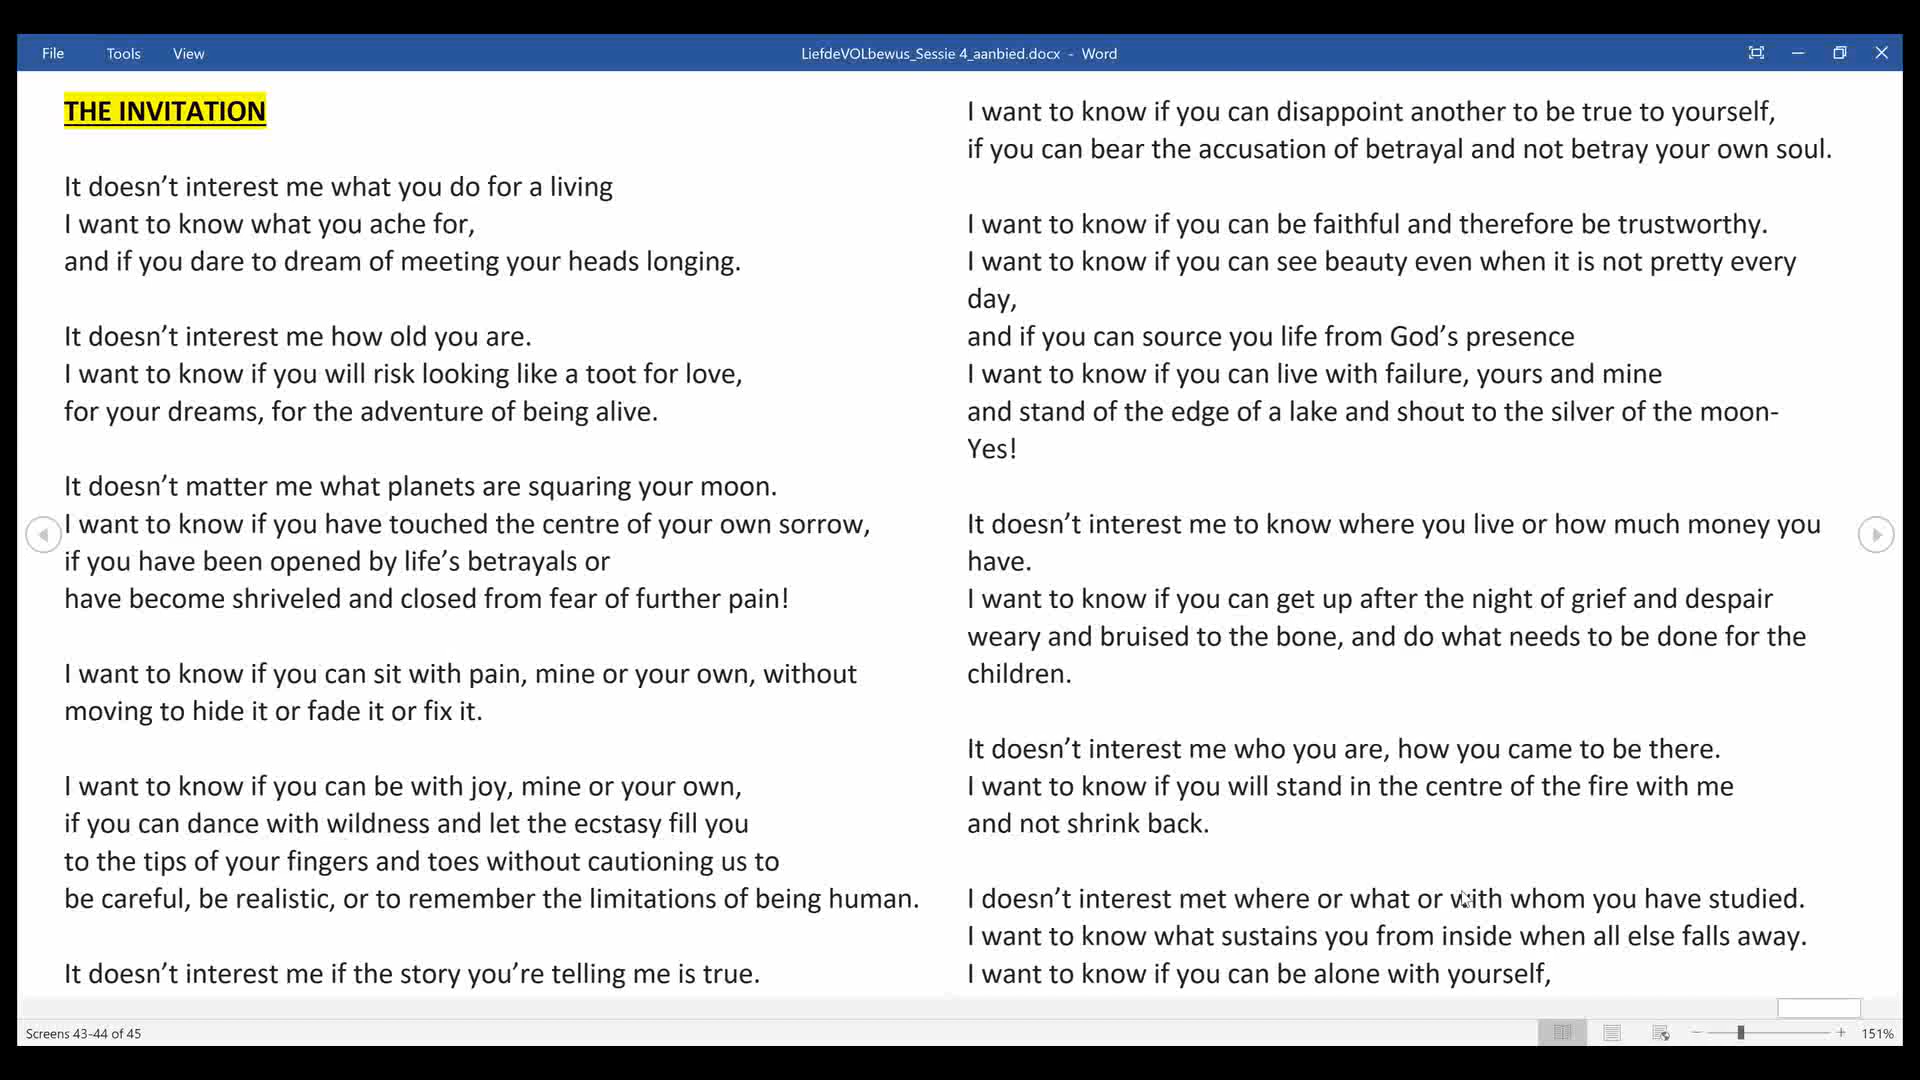 File Tools View LiefdeVOLbewus_Sessie 4_aanbied.docx - Word
THE INVITATION
It doesn’t interest me what you do for a living
I want to know what you ache for,
and if you dare to dream of meeting your heads longing.
It doesn’t interest me how old you are.
I want to know if you will risk looking like a toot for love,
for your dreams, for the adventure of being alive.
It doesn’t matter me what planets are squaring your moon.
I want to know if you have touched the centre of your own sorrow,
if you have been opened by life’s betrayals or
have become shriveled and closed from fear of further pain!
I want to know if you can sit with pain, mine or your own, without
moving to hide it or fade it or fix it.
I want to know if you can be with joy, mine or your own,
if you can dance with wildness and let the ecstasy fill you
to the tips of your fingers and toes without cautioning us to
be careful, be realistic, or to remember the limitations of being human.
It doesn’t interest me if the story you’re telling me is true.
I want to know if you can disappoint another to be true to yourself,
if you can bear the accusation of betrayal and not betray your own soul.
I want to know if you can be faithful and therefore be trustworthy.
I want to know if you can see beauty even when it is not pretty every
day,
and if you can source you life from God’s presence
I want to know if you can live with failure, yours and mine
and stand of the edge of a lake and shout to the silver of the moon-
Yes!
It doesn’t interest me to know where you live or how much money you
have.
I want to know if you can get up after the night of grief and despair
weary and bruised to the bone, and do what needs to be done for the
children.
It doesn’t interest me who you are, how you came to be there.
I want to know if you will stand in the centre of the fire with me
and not shrink back.
I doesn’t interest met where or what or with whom you have studied.
I want to know what sustains you from inside when all else falls away.
I want to know if you can be alone with yourself,
Screens 43-44 of 45
151%